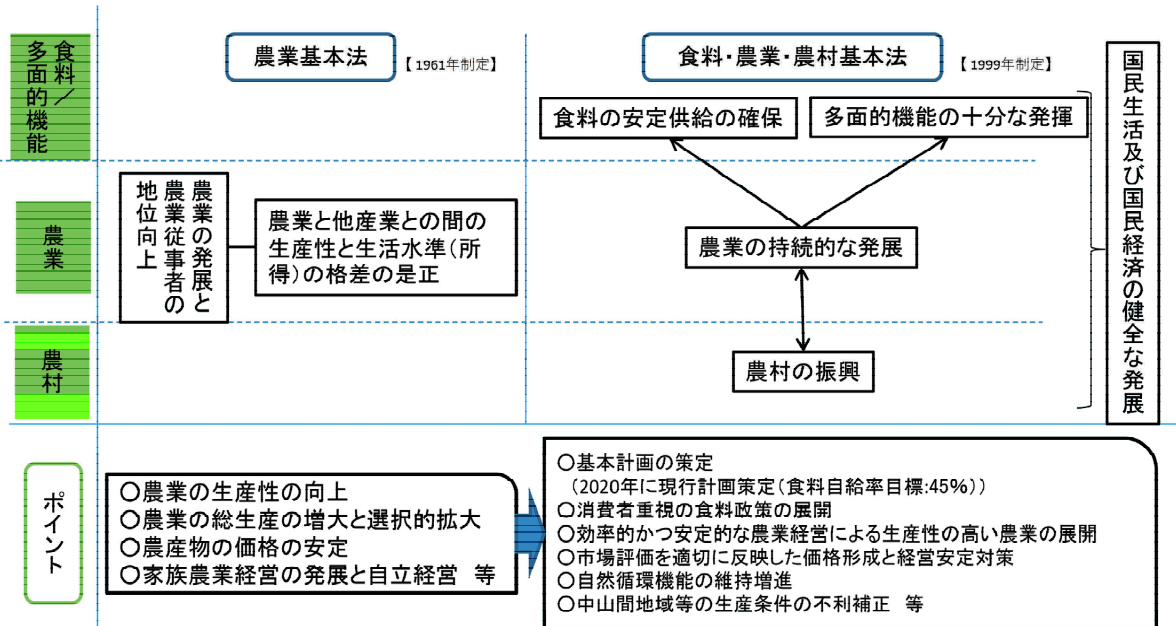 食料／
多面的機能
農業基本法
【1961年制定】
食料・農業・農村基本法
【1999年制定】
食料の安定供給の確保
多面的機能の十分な発揮
国民生活及び国民経済の健全な発展
農業
農業の発展と
農業従事者の
地位向上
農業と他産業との間の
生産性と生活水準（所
得）の格差の是正
農業の持続的な発展
農村
農村の振興
ポイント
○農業の生産性の向上
○農業の総生産の増大と選択的拡大
○農産物の価格の安定
○家族農業経営の発展と自立経営　等
○基本計画の策定
（2020年に現行計画策定（食料自給率目標:45%））
○消費者重視の食料政策の展開
○効率的かつ安定的な農業経営による生産性の高い農業の展開
○市場評価を適切に反映した価格形成と経営安定対策
○自然循環機能の維持増進
○中山間地域等の生産条件の不利補正　等